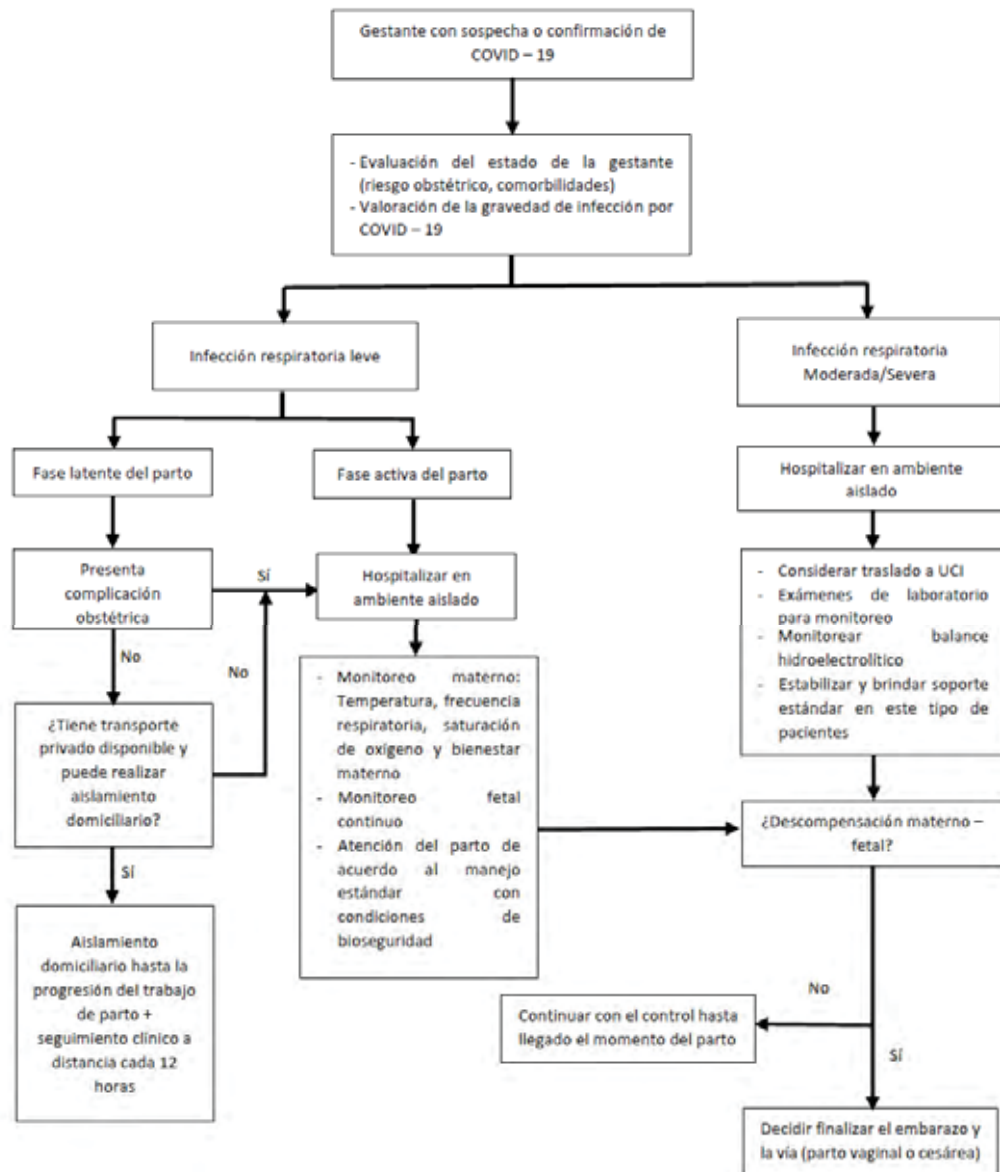 Gestante con sospecha o confirmación de
COVID – 19
- Evaluación del estado de la gestante
(riesgo obstétrico, comorbilidades)
- Valoración de la gravedad de infección por
COVID – 19
Infección respiratoria leve
Infección respiratoria
Moderada/Severa
Fase latente del parto
Fase activa del parto
Hospitalizar en ambiente
aislado
Presenta
complicación
obstétrica
Sí
Hospitalizar en
ambiente aislado
- Considerar traslado a UCI
- Exámenes de laboratorio
para monitoreo
- Monitorear balance
hidroelectrolítico
- Estabilizar y brindar soporte
estándar en este tipo de
pacientes
No
No
¿Tiene transporte
privado disponible y
puede realizar
aislamiento
domiciliario?
- Monitoreo materno:
Temperatura, frecuencia
respiratoria, saturación
de oxígeno y bienestar
materno
- Monitoreo fetal
continuo
- Atención del parto de
acuerdo al manejo
estándar con
condiciones de
bioseguridad
¿Descompensación materno –
fetal?
Sí
Aislamiento
domiciliario hasta la
progresión del trabajo
de parto +
seguimiento clínico a
distancia cada 12
horas
No
Continuar con el control hasta
llegado el momento del parto
Sí
Decidir finalizar el embarazo y
la vía (parto vaginal o cesárea)